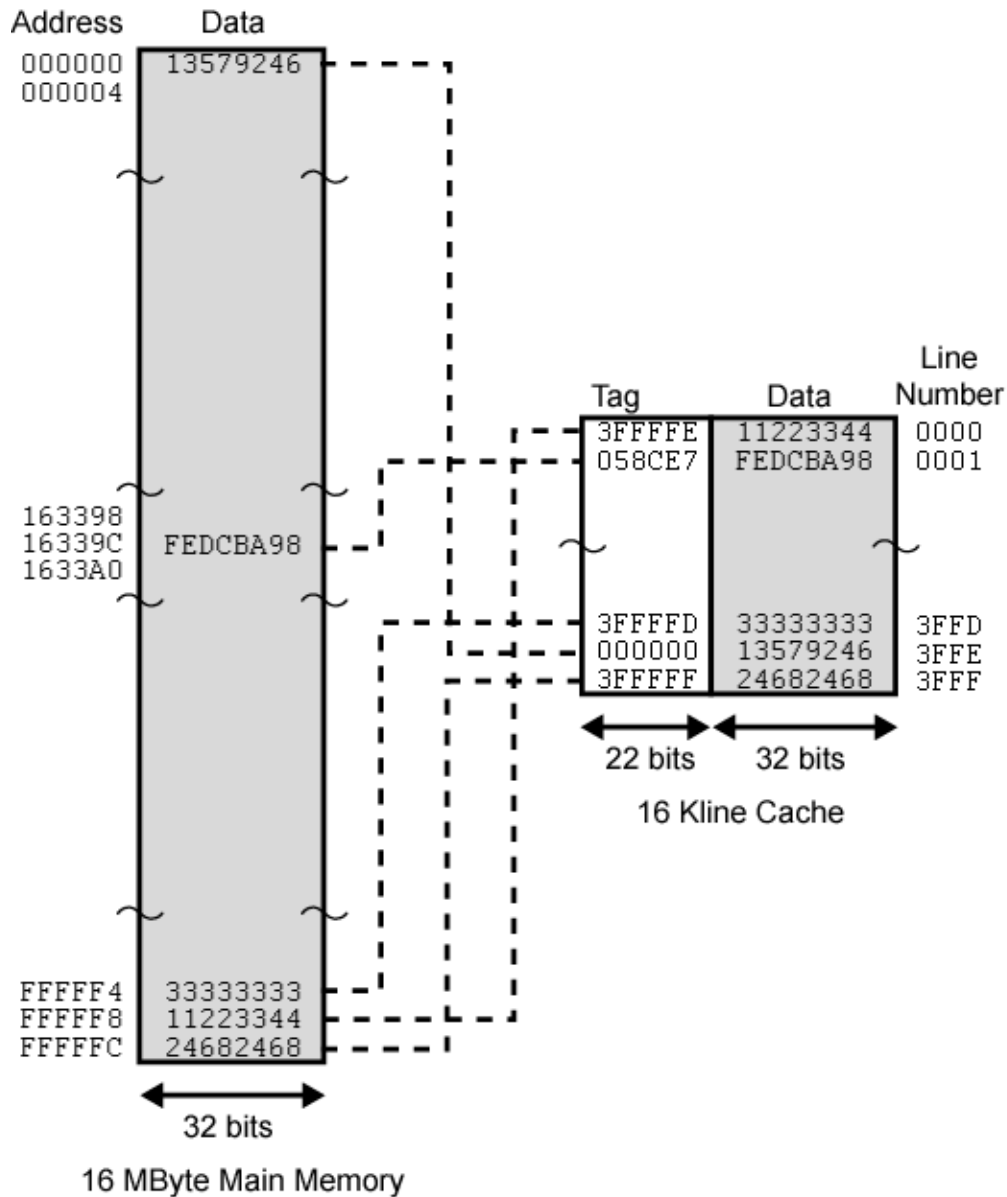 Address Data
000000 13579246
000004
163398
16339C FEDCBA98
1633A0
FFFFF4 33333333
FFFFF8 11223344
FFFFFC 24682468
32 bits
16 MByte Main Memory
Line
Tag Data Number
3FFFFE 11223344 0000
058CE7 FEDCBA98 0001
3FFFFD 33333333 3FFD
000000 13579246 3FFE
3FFFFF 24682468 3FFF
22 bits 32 bits
16 Kline Cache